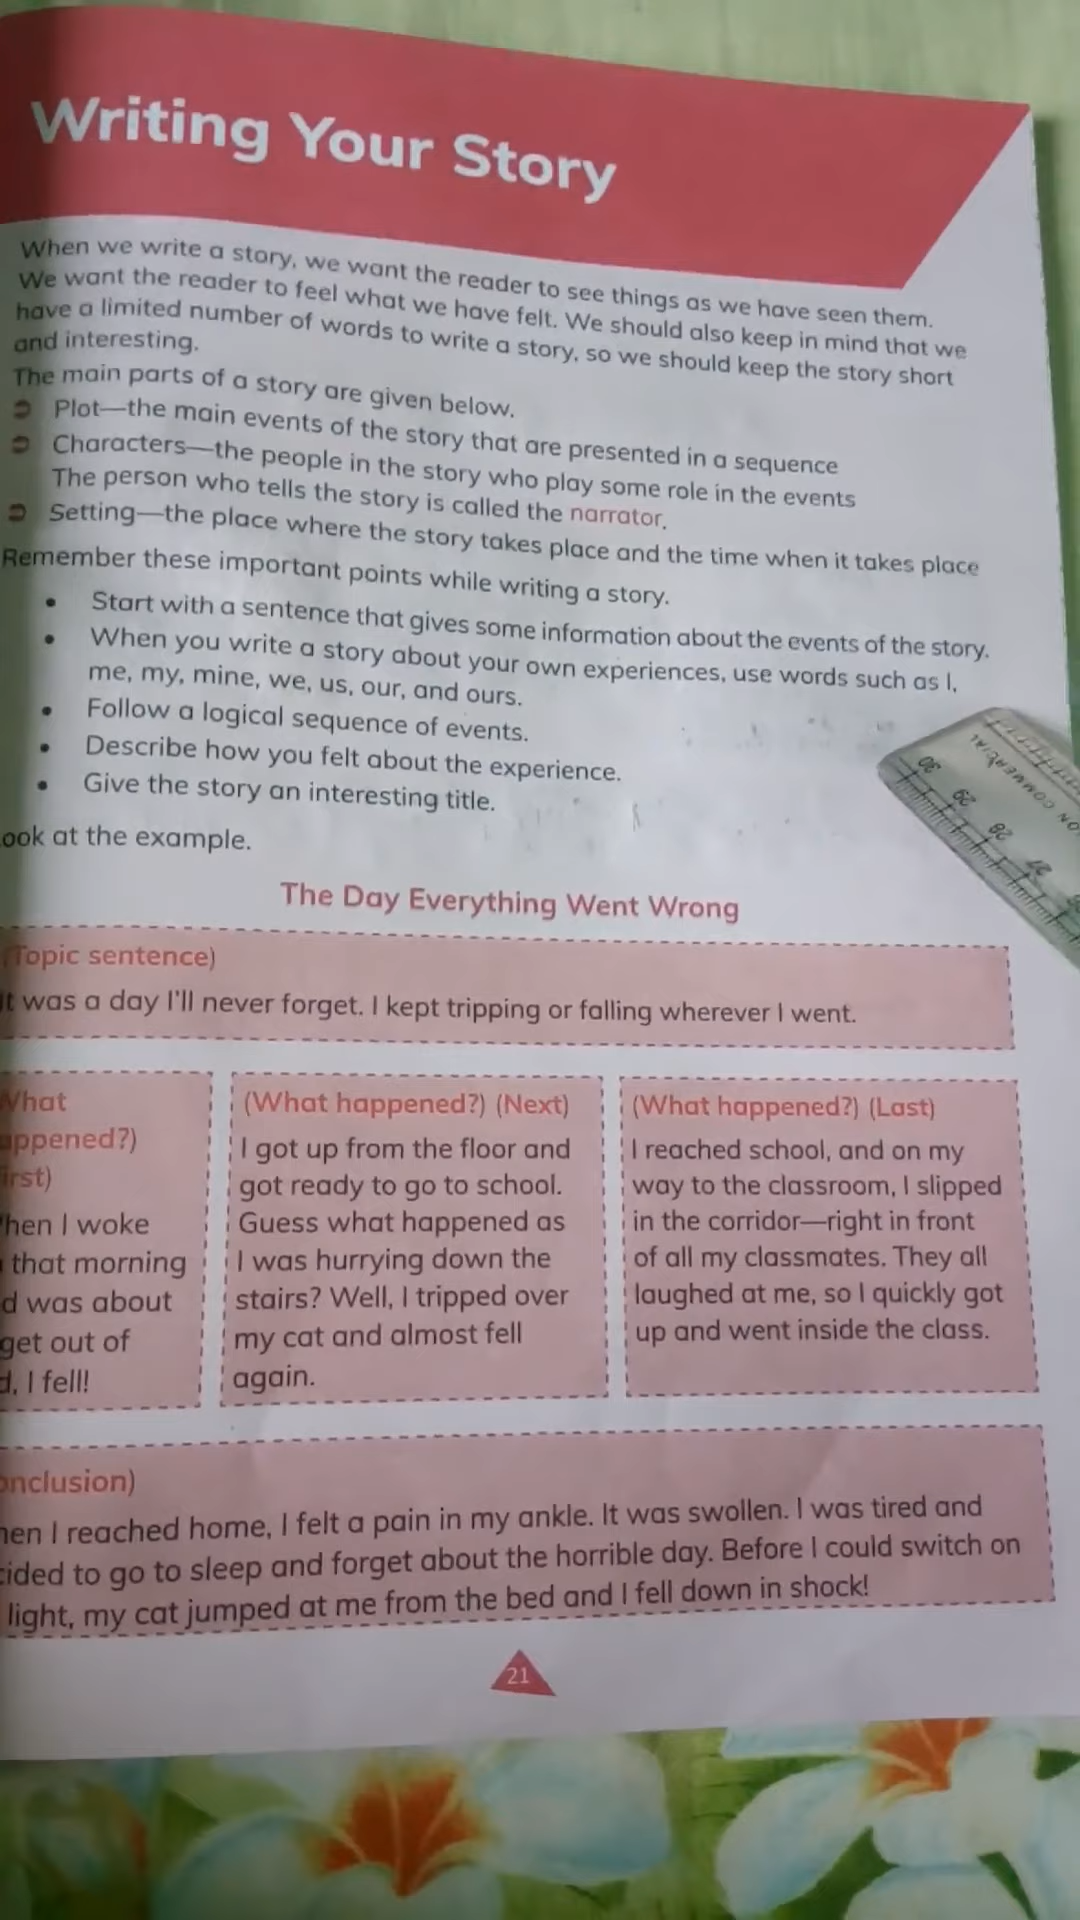 Writing Your Story
When we write a story, we want the reader to see things as we have seen them.
We want the reader to feel what we have felt. We should also keep in mind that we
have a limited number of words to write a story, so we should keep the story short
and interesting.
The main parts of a story are given below.
Plot—the main events of the story that are presented in a sequence
Characters—the people in the story who play some role in the events
The person who tells the story is called the narrator.
Setting—the place where the story takes place and the time when it takes place
Remember these important points while writing a story.
• Start with a sentence that gives some information about the events of the story.
• When you write a story about your own experiences, use words such as I,
me, my, mine, we, us, our, and ours.
• Follow a logical sequence of events.
• Describe how you felt about the experience.
• Give the story an interesting title.
ook at the example.
30 29 28 27
COMMERCIAL
The Day Everything Went Wrong
(Topic sentence)
It was a day I'll never forget. I kept tripping or falling wherever I went.
What
appened?)
irst)
hen I woke
that morning
d was about
get out of
d, I fell!
(What happened?) (Next)
I got up from the floor and
got ready to go to school.
Guess what happened as
I was hurrying down the
stairs? Well, I tripped over
my cat and almost fell
again.
(What happened?) (Last)
I reached school, and on my
way to the classroom, I slipped
in the corridor—right in front
of all my classmates. They all
laughed at me, so I quickly got
up and went inside the class.
onclusion)
hen I reached home, I felt a pain in my ankle. It was swollen. I was tired and
cided to go to sleep and forget about the horrible day. Before I could switch on
light, my cat jumped at me from the bed and I fell down in shock!
21